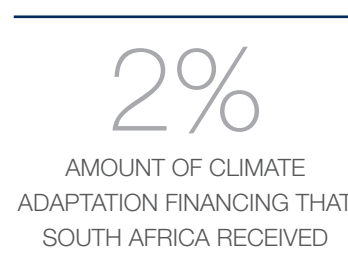 2%
AMOUNT OF CLIMATE
ADAPTATION FINANCING THAT
SOUTH AFRICA RECEIVED